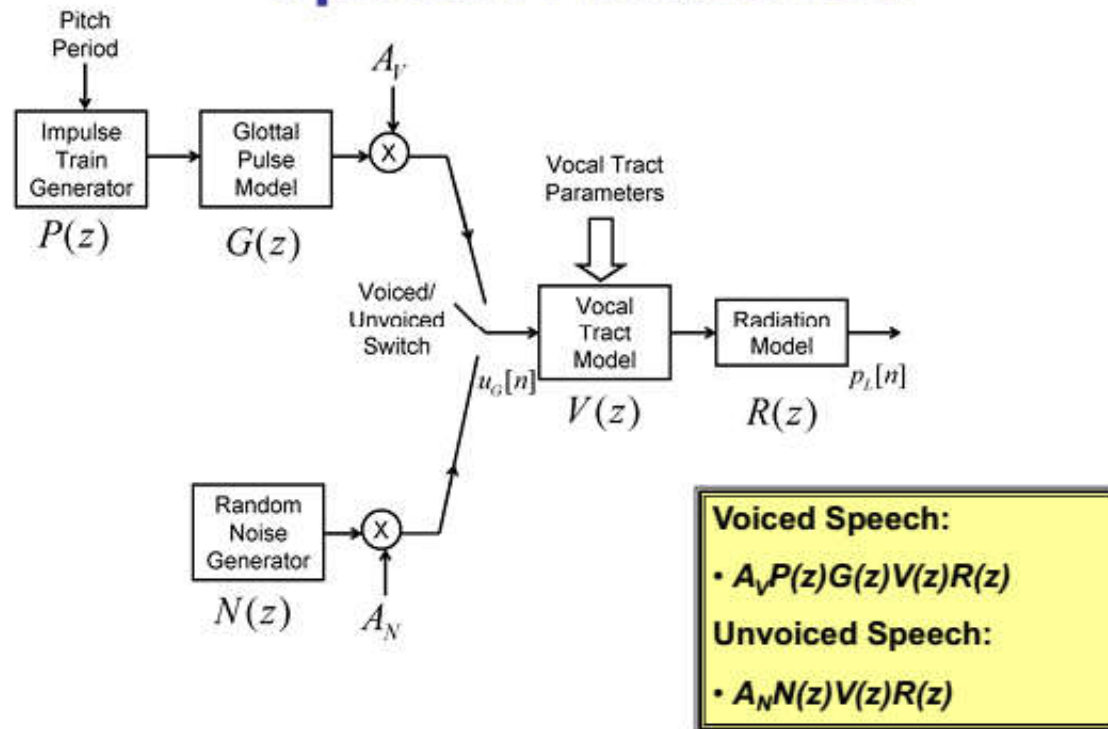 Pitch
Period
A_V
Impulse
Train
Generator
Glottal
Pulse
Model
X
P(z)
G(z)
Vocal Tract
Parameters
Voiced/
Unvoiced
Switch
Vocal
Tract
Model
Radiation
Model
u_G[n]
p_L[n]
V(z)
R(z)
Random
Noise
Generator
X
N(z)
A_N
Voiced Speech:
• A_VP(z)G(z)V(z)R(z)
Unvoiced Speech:
• A_NN(z)V(z)R(z)